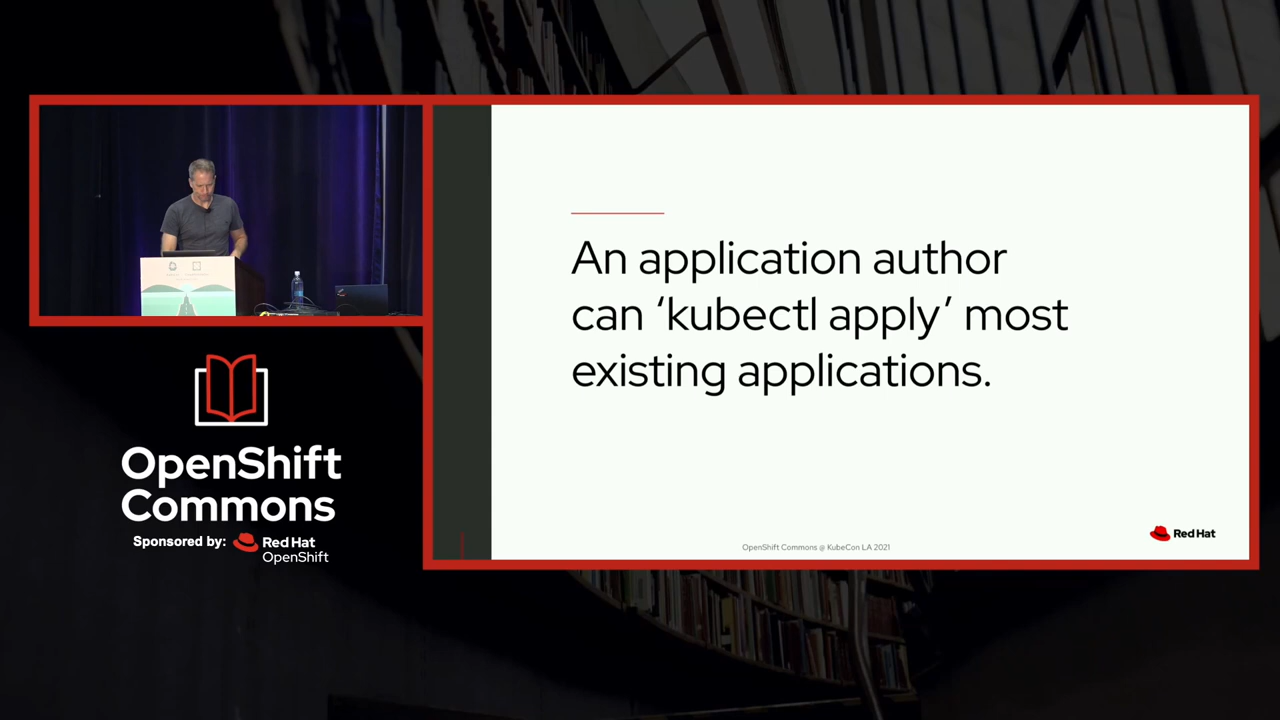 An application author
can ‘kubectl apply’ most
existing applications.
OpenShift
Commons
Sponsored by:
Red Hat
OpenShift
OpenShift Commons @ KubeCon LA 2021
Red Hat